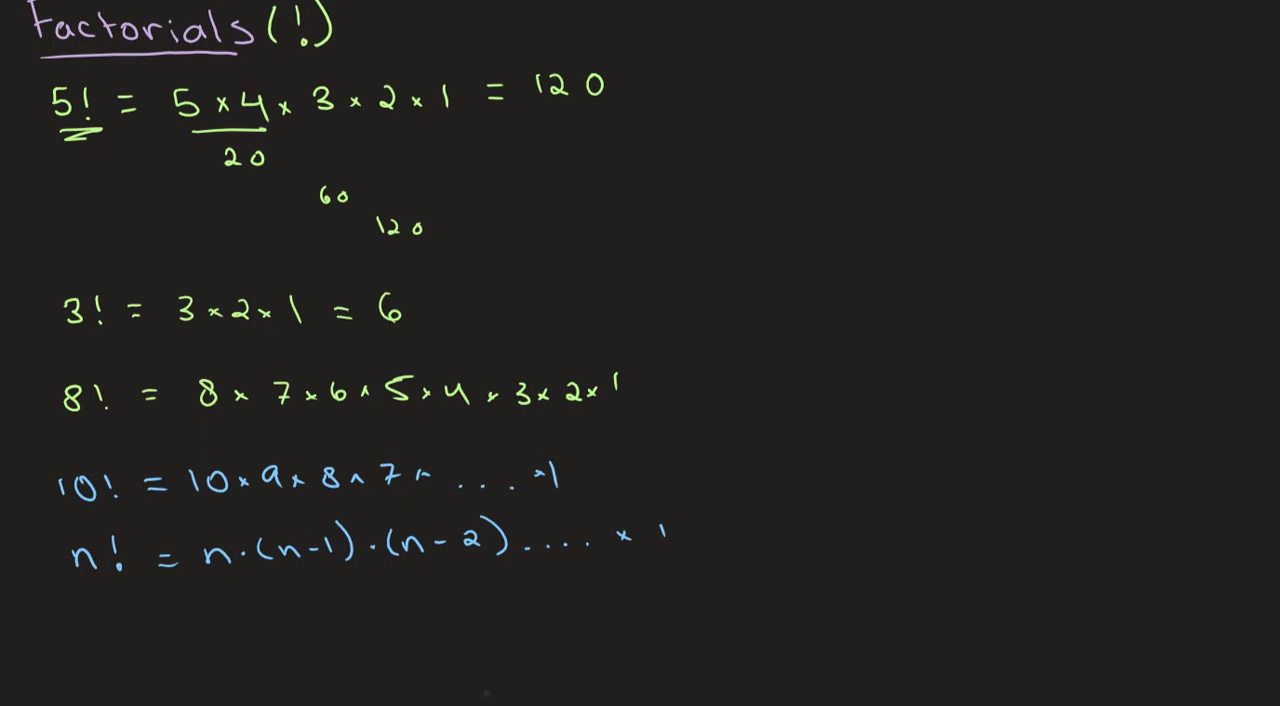 Factorials (!)
5! = 5 × 4 × 3 × 2 × 1 = 120
20
60
120
3! = 3 × 2 × 1 = 6
8! = 8 × 7 × 6 × 5 × 4 × 3 × 2 × 1
10! = 10 × 9 × 8 × 7 × . . . × 1
n! = n · (n-1) · (n-2) . . . . × 1